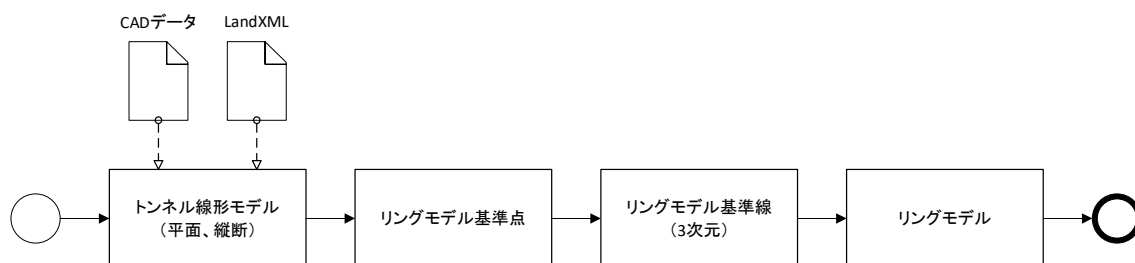 CADデータ
LandXML
トンネル線形モデル
（平面、縦断）
リングモデル基準点
リングモデル基準線
（3次元）
リングモデル